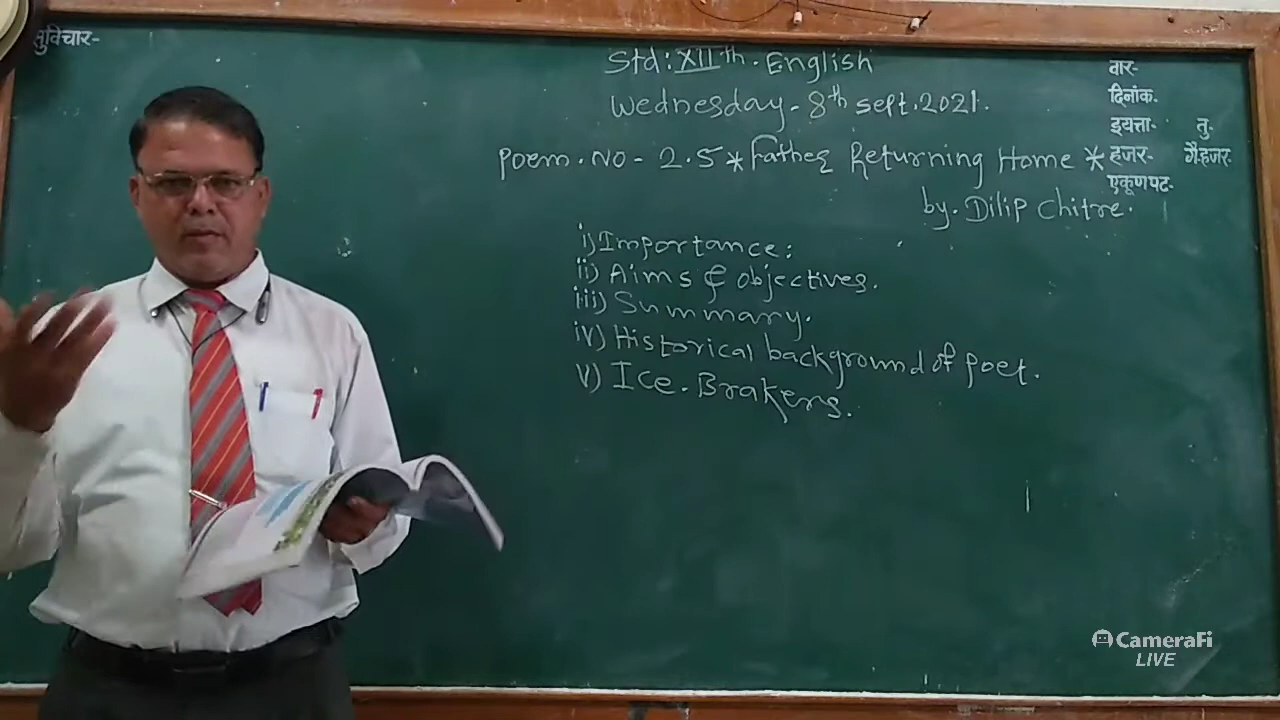 सुविचार-
Std: XIIth. English
Wednesday - 8th sept. 2021.
Poem. No - 2.5 * Father Returning Home *
by. Dilip Chitre.
i) Importance:
ii) Aims & objectives.
iii) Summary.
iv) Historical background of poet.
v) Ice. Brakers.
वार-
दिनांक.
इयत्ता- तु.
हजर- गैहजर
एकूणपट.
CameraFi
LIVE